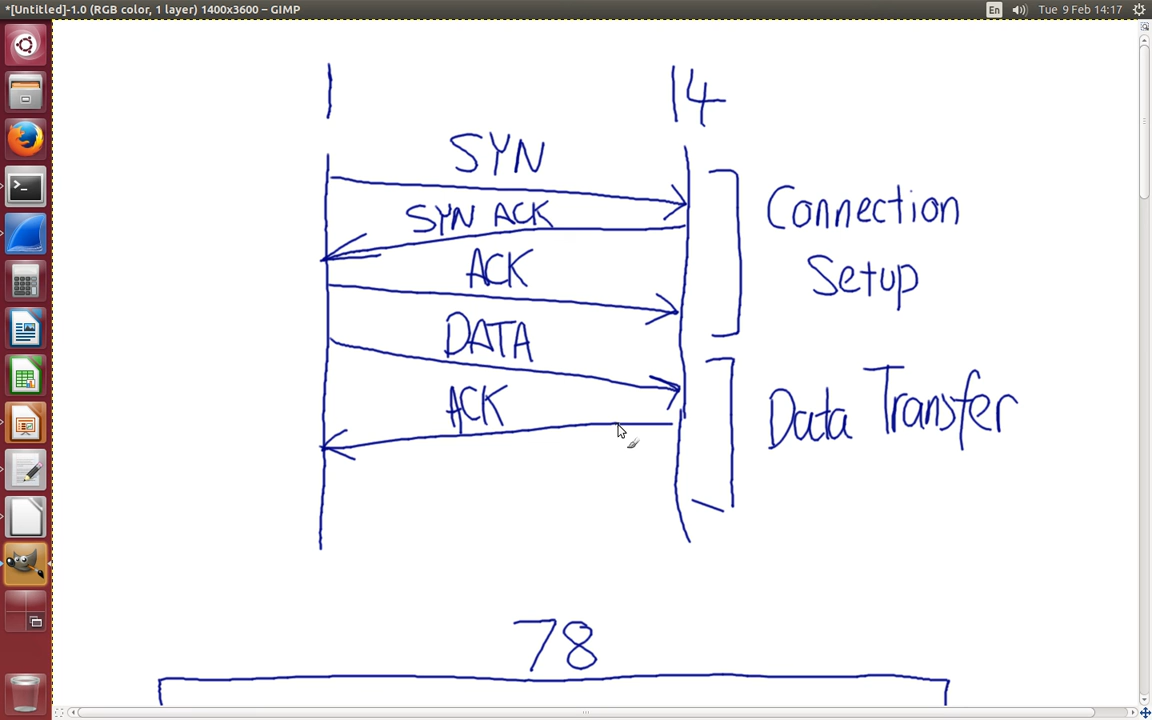 *[Untitled]-1.0 (RGB color, 1 layer) 1400x3600 – GIMP
En
Tue 9 Feb 14:17
1
14
SYN
SYN ACK
ACK
DATA
ACK
Connection
Setup
Data Transfer
78